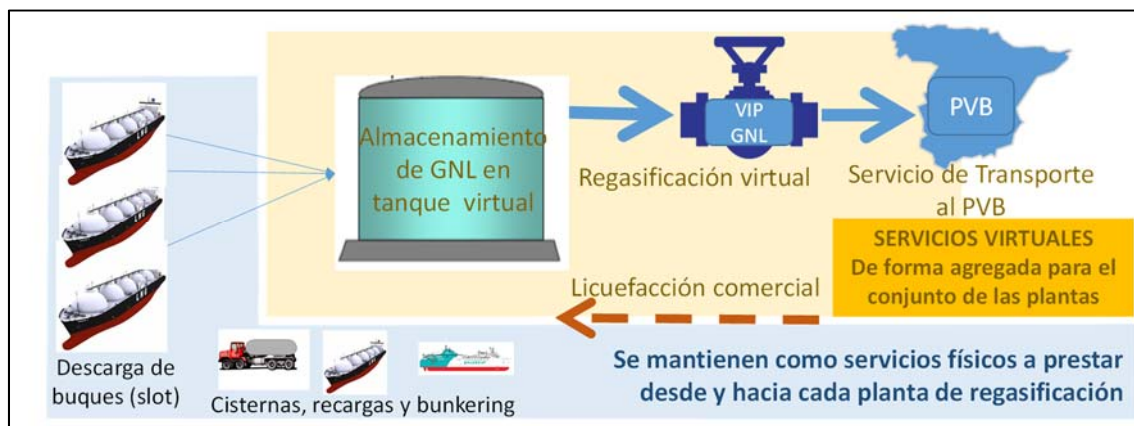 Almacenamiento
de GNL en
tanque virtual
VIP
GNL
PVB
Regasificación virtual
Servicio de Transporte
al PVB
SERVICIOS VIRTUALES
De forma agregada para el
conjunto de las plantas
Licuefacción comercial
Descarga de
buques (slot)
Cisternas, recargas y bunkering
Se mantienen como servicios físicos a prestar
desde y hacia cada planta de regasificación